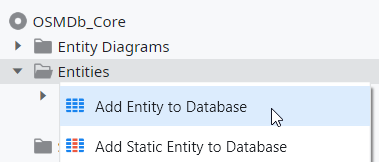 OSMDb_Core
Entity Diagrams
Entities
Add Entity to Database
Add Static Entity to Database